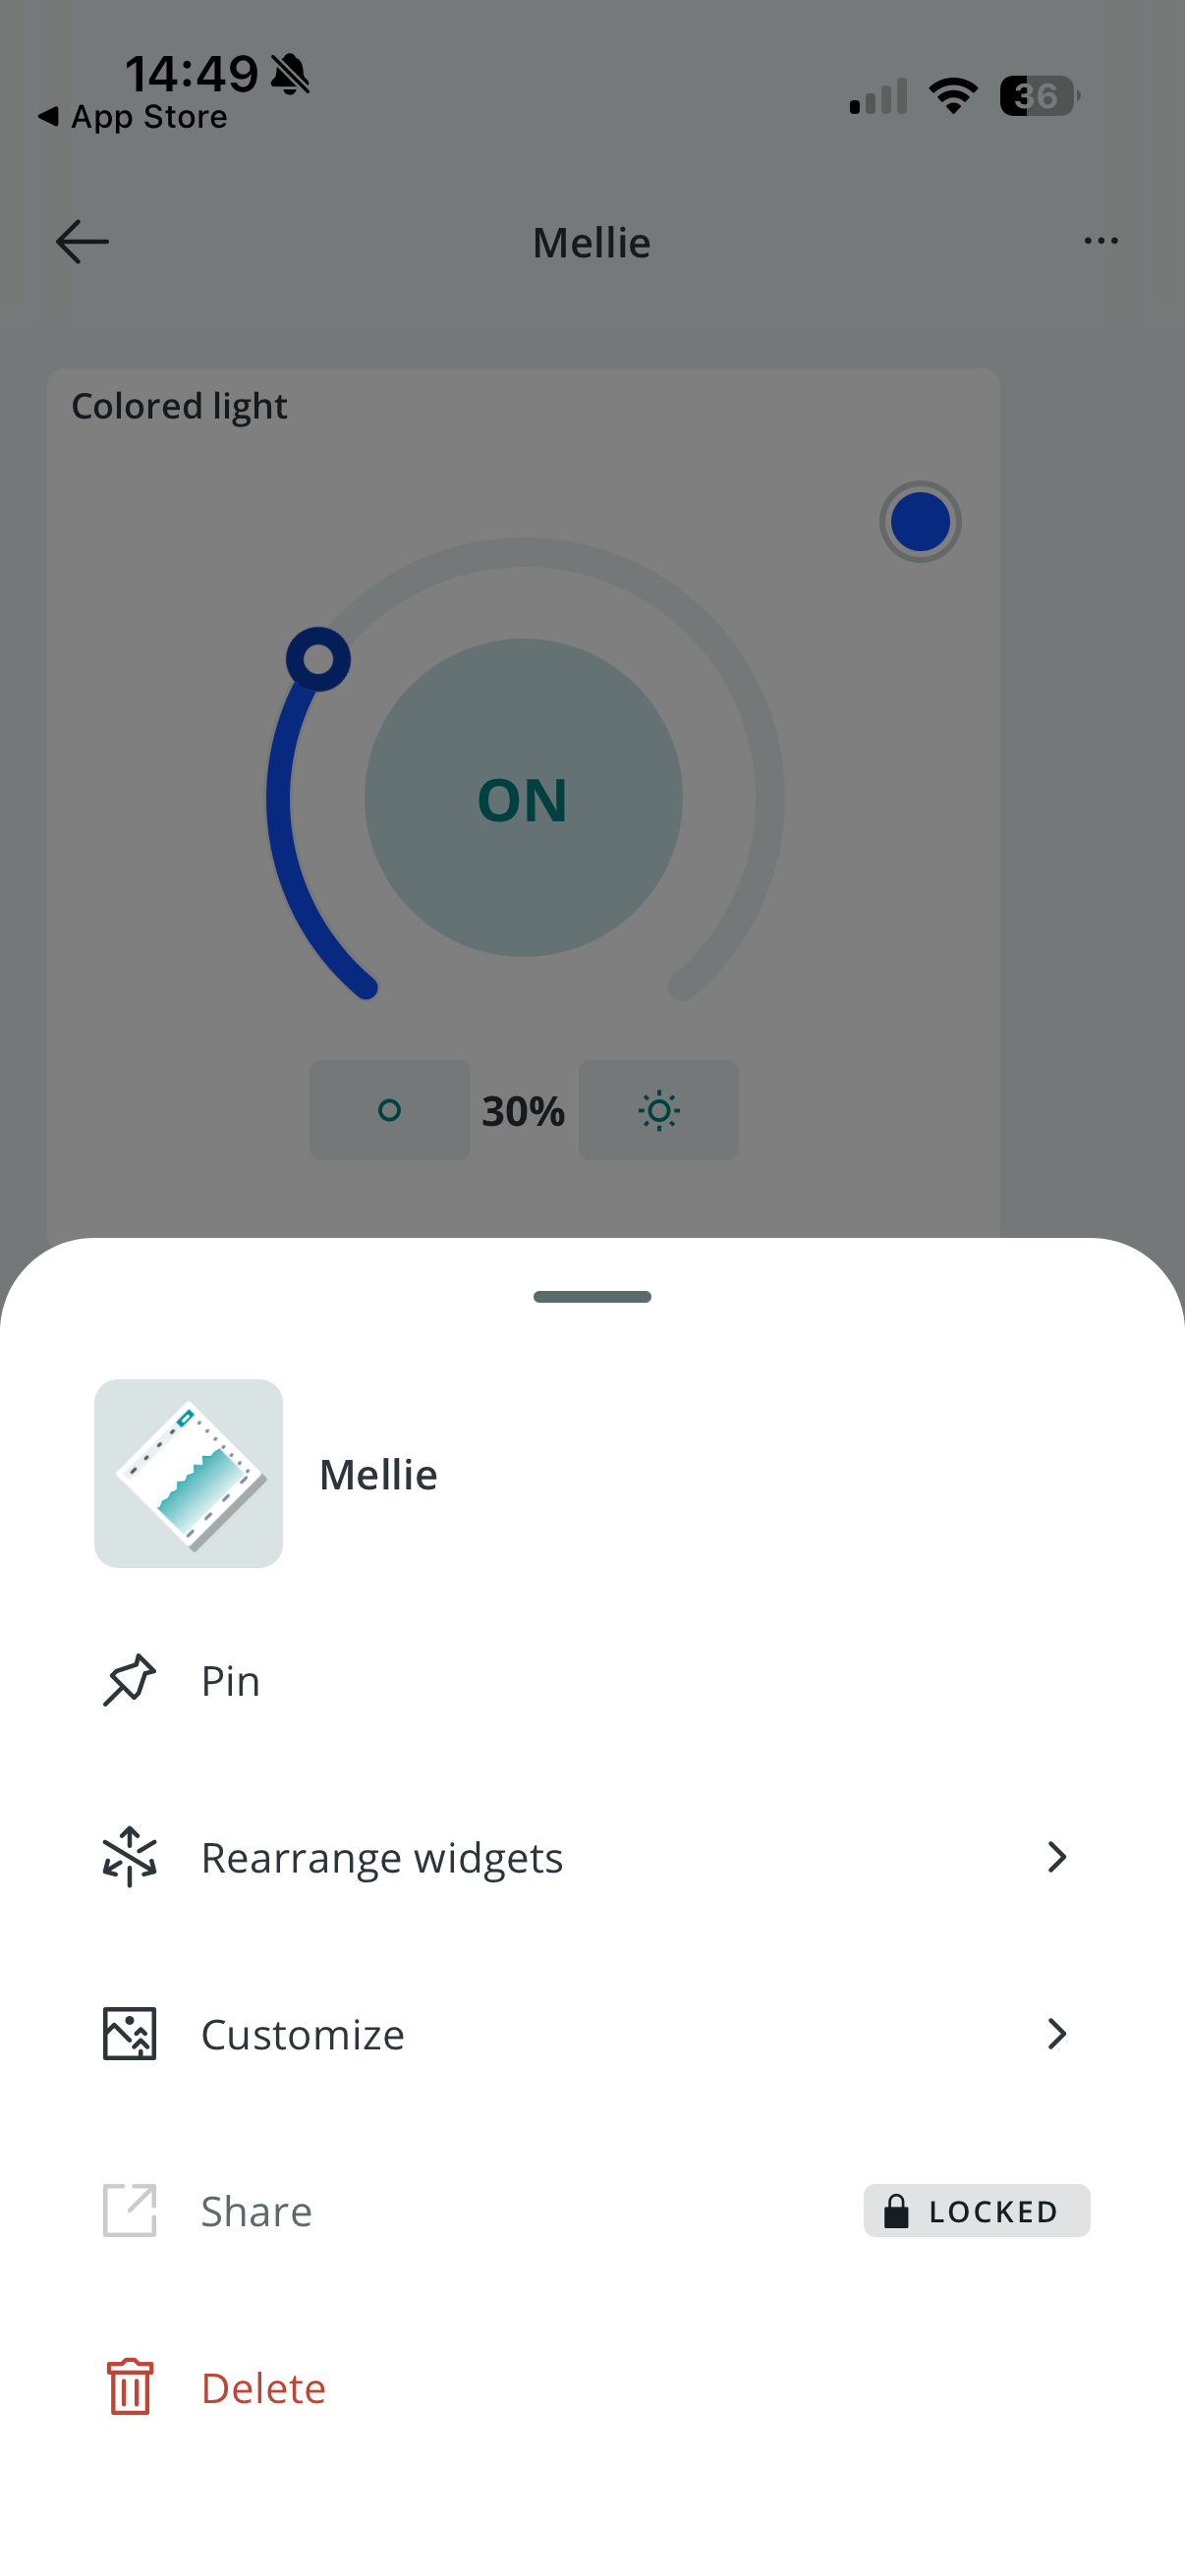 14:49
App Store
36
Mellie
Colored light
ON
30%
Mellie
Pin
Rearrange widgets
Customize
Share
LOCKED
Delete